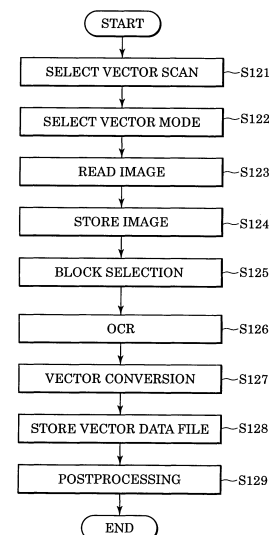 START
SELECT VECTOR SCAN S121
SELECT VECTOR MODE S122
READ IMAGE S123
STORE IMAGE S124
BLOCK SELECTION S125
OCR S126
VECTOR CONVERSION S127
STORE VECTOR DATA FILE S128
POSTPROCESSING S129
END